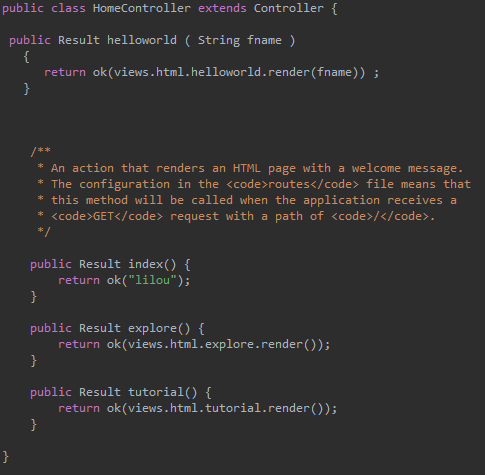 public class HomeController extends Controller {
public Result helloworld ( String fname )
{
return ok(views.html.helloworld.render(fname)) ;
}
/**
* An action that renders an HTML page with a welcome message.
* The configuration in the <code>routes</code> file means that
* this method will be called when the application receives a
* <code>GET</code> request with a path of <code>/</code>.
*/
public Result index() {
return ok("lilou");
}
public Result explore() {
return ok(views.html.explore.render());
}
public Result tutorial() {
return ok(views.html.tutorial.render());
}
}